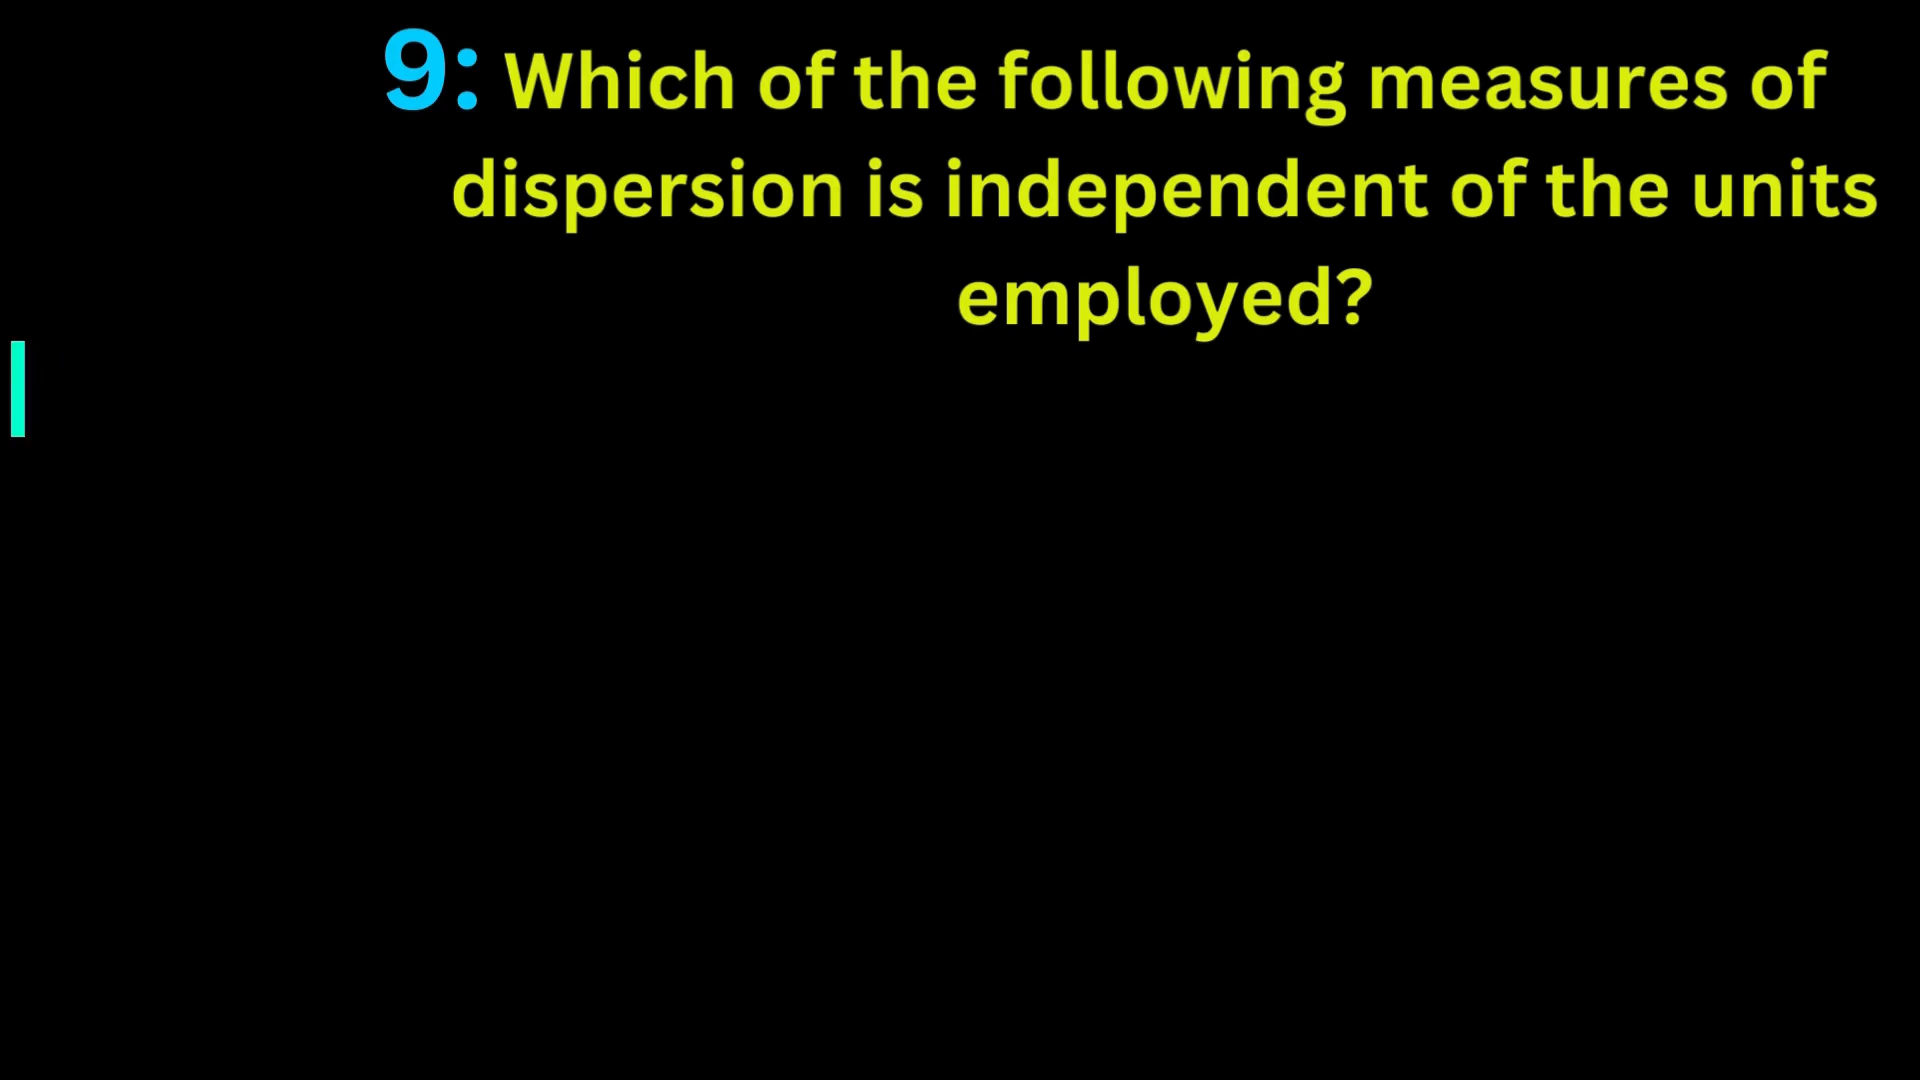 9: Which of the following measures of
dispersion is independent of the units
employed?